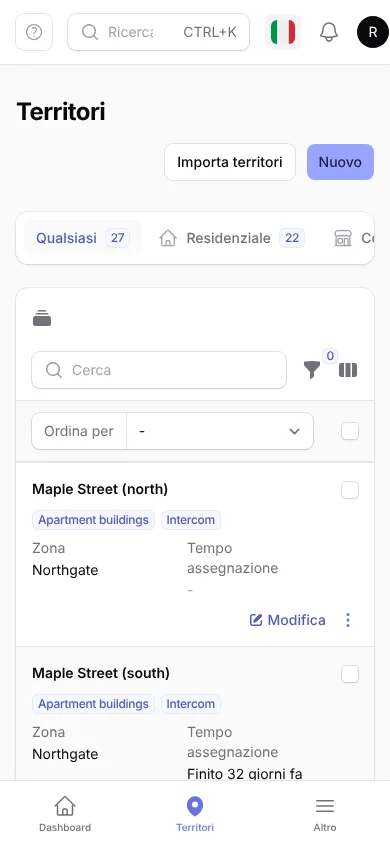 Ricerca CTRL+K R
Territori
Importa territori Nuovo
Qualsiasi 27 Residenziale 22
0
Cerca
Ordina per -
Maple Street (north)
Apartment buildings Intercom
Zona Tempo
assegnazione
Northgate
-
Modifica
Maple Street (south)
Apartment buildings Intercom
Zona Tempo
assegnazione
Northgate
Finito 32 giorni fa
Dashboard Territori Altro